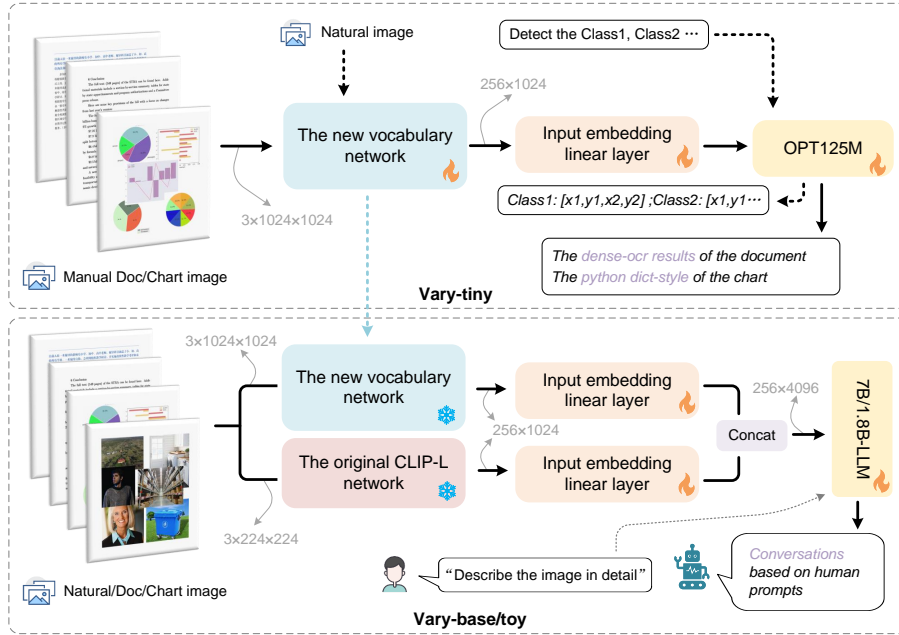 Natural image
Detect the Class1, Class2 ···
256×1024
The new vocabulary
network
Input embedding
linear layer
OPT125M
3×1024×1024
Class1: [x1,y1,x2,y2] ;Class2: [x1,y1···
The dense-ocr results of the document
The python dict-style of the chart
Manual Doc/Chart image
Vary-tiny
3×1024×1024
The new vocabulary
network
Input embedding
linear layer
256×1024
Concat
256×4096
7B/1.8B-LLM
The original CLIP-L
network
Input embedding
linear layer
3×224×224
“Describe the image in detail”
Conversations
based on human
prompts
Natural/Doc/Chart image
Vary-base/toy